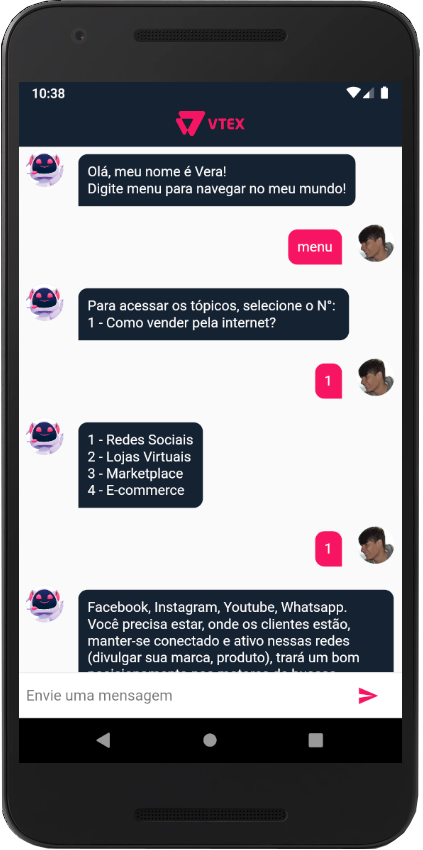 10:38
VTEX
Olá, meu nome é Vera!
Digite menu para navegar no meu mundo!
menu
Para acessar os tópicos, selecione o N°:
1 - Como vender pela internet?
1
1 - Redes Sociais
2 - Lojas Virtuais
3 - Marketplace
4 - E-commerce
1
Facebook, Instagram, Youtube, Whatsapp.
Você precisa estar, onde os clientes estão,
manter-se conectado e ativo nessas redes
(divulgar sua marca, produto), trará um bom
Envie uma mensagem